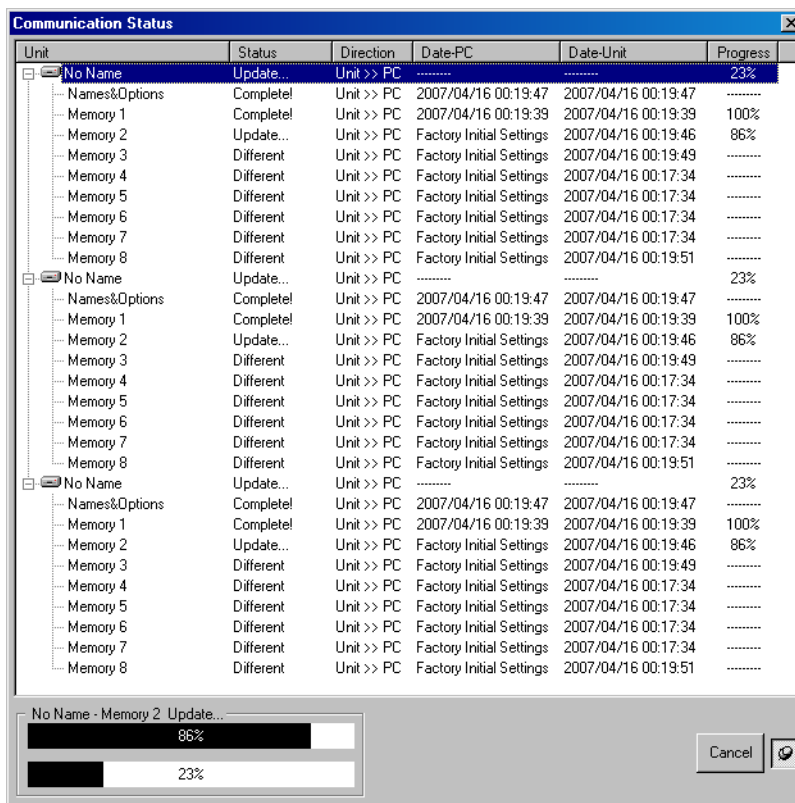 Communication Status
Unit Status Direction Date-PC Date-Unit Progress
No Name Update... Unit >> PC --------- --------- 23%
Names&Options Complete! Unit >> PC 2007/04/16 00:19:47 2007/04/16 00:19:47 ---------
Memory 1 Complete! Unit >> PC 2007/04/16 00:19:39 2007/04/16 00:19:39 100%
Memory 2 Update... Unit >> PC Factory Initial Settings 2007/04/16 00:19:46 86%
Memory 3 Different Unit >> PC Factory Initial Settings 2007/04/16 00:19:49 ---------
Memory 4 Different Unit >> PC Factory Initial Settings 2007/04/16 00:17:34 ---------
Memory 5 Different Unit >> PC Factory Initial Settings 2007/04/16 00:17:34 ---------
Memory 6 Different Unit >> PC Factory Initial Settings 2007/04/16 00:17:34 ---------
Memory 7 Different Unit >> PC Factory Initial Settings 2007/04/16 00:17:34 ---------
Memory 8 Different Unit >> PC Factory Initial Settings 2007/04/16 00:19:51 ---------
No Name Update... Unit >> PC --------- --------- 23%
Names&Options Complete! Unit >> PC 2007/04/16 00:19:47 2007/04/16 00:19:47 ---------
Memory 1 Complete! Unit >> PC 2007/04/16 00:19:39 2007/04/16 00:19:39 100%
Memory 2 Update... Unit >> PC Factory Initial Settings 2007/04/16 00:19:46 86%
Memory 3 Different Unit >> PC Factory Initial Settings 2007/04/16 00:19:49 ---------
Memory 4 Different Unit >> PC Factory Initial Settings 2007/04/16 00:17:34 ---------
Memory 5 Different Unit >> PC Factory Initial Settings 2007/04/16 00:17:34 ---------
Memory 6 Different Unit >> PC Factory Initial Settings 2007/04/16 00:17:34 ---------
Memory 7 Different Unit >> PC Factory Initial Settings 2007/04/16 00:17:34 ---------
Memory 8 Different Unit >> PC Factory Initial Settings 2007/04/16 00:19:51 ---------
No Name Update... Unit >> PC --------- --------- 23%
Names&Options Complete! Unit >> PC 2007/04/16 00:19:47 2007/04/16 00:19:47 ---------
Memory 1 Complete! Unit >> PC 2007/04/16 00:19:39 2007/04/16 00:19:39 100%
Memory 2 Update... Unit >> PC Factory Initial Settings 2007/04/16 00:19:46 86%
Memory 3 Different Unit >> PC Factory Initial Settings 2007/04/16 00:19:49 ---------
Memory 4 Different Unit >> PC Factory Initial Settings 2007/04/16 00:17:34 ---------
Memory 5 Different Unit >> PC Factory Initial Settings 2007/04/16 00:17:34 ---------
Memory 6 Different Unit >> PC Factory Initial Settings 2007/04/16 00:17:34 ---------
Memory 7 Different Unit >> PC Factory Initial Settings 2007/04/16 00:17:34 ---------
Memory 8 Different Unit >> PC Factory Initial Settings 2007/04/16 00:19:51 ---------
No Name - Memory 2 Update...
86%
Cancel
23%